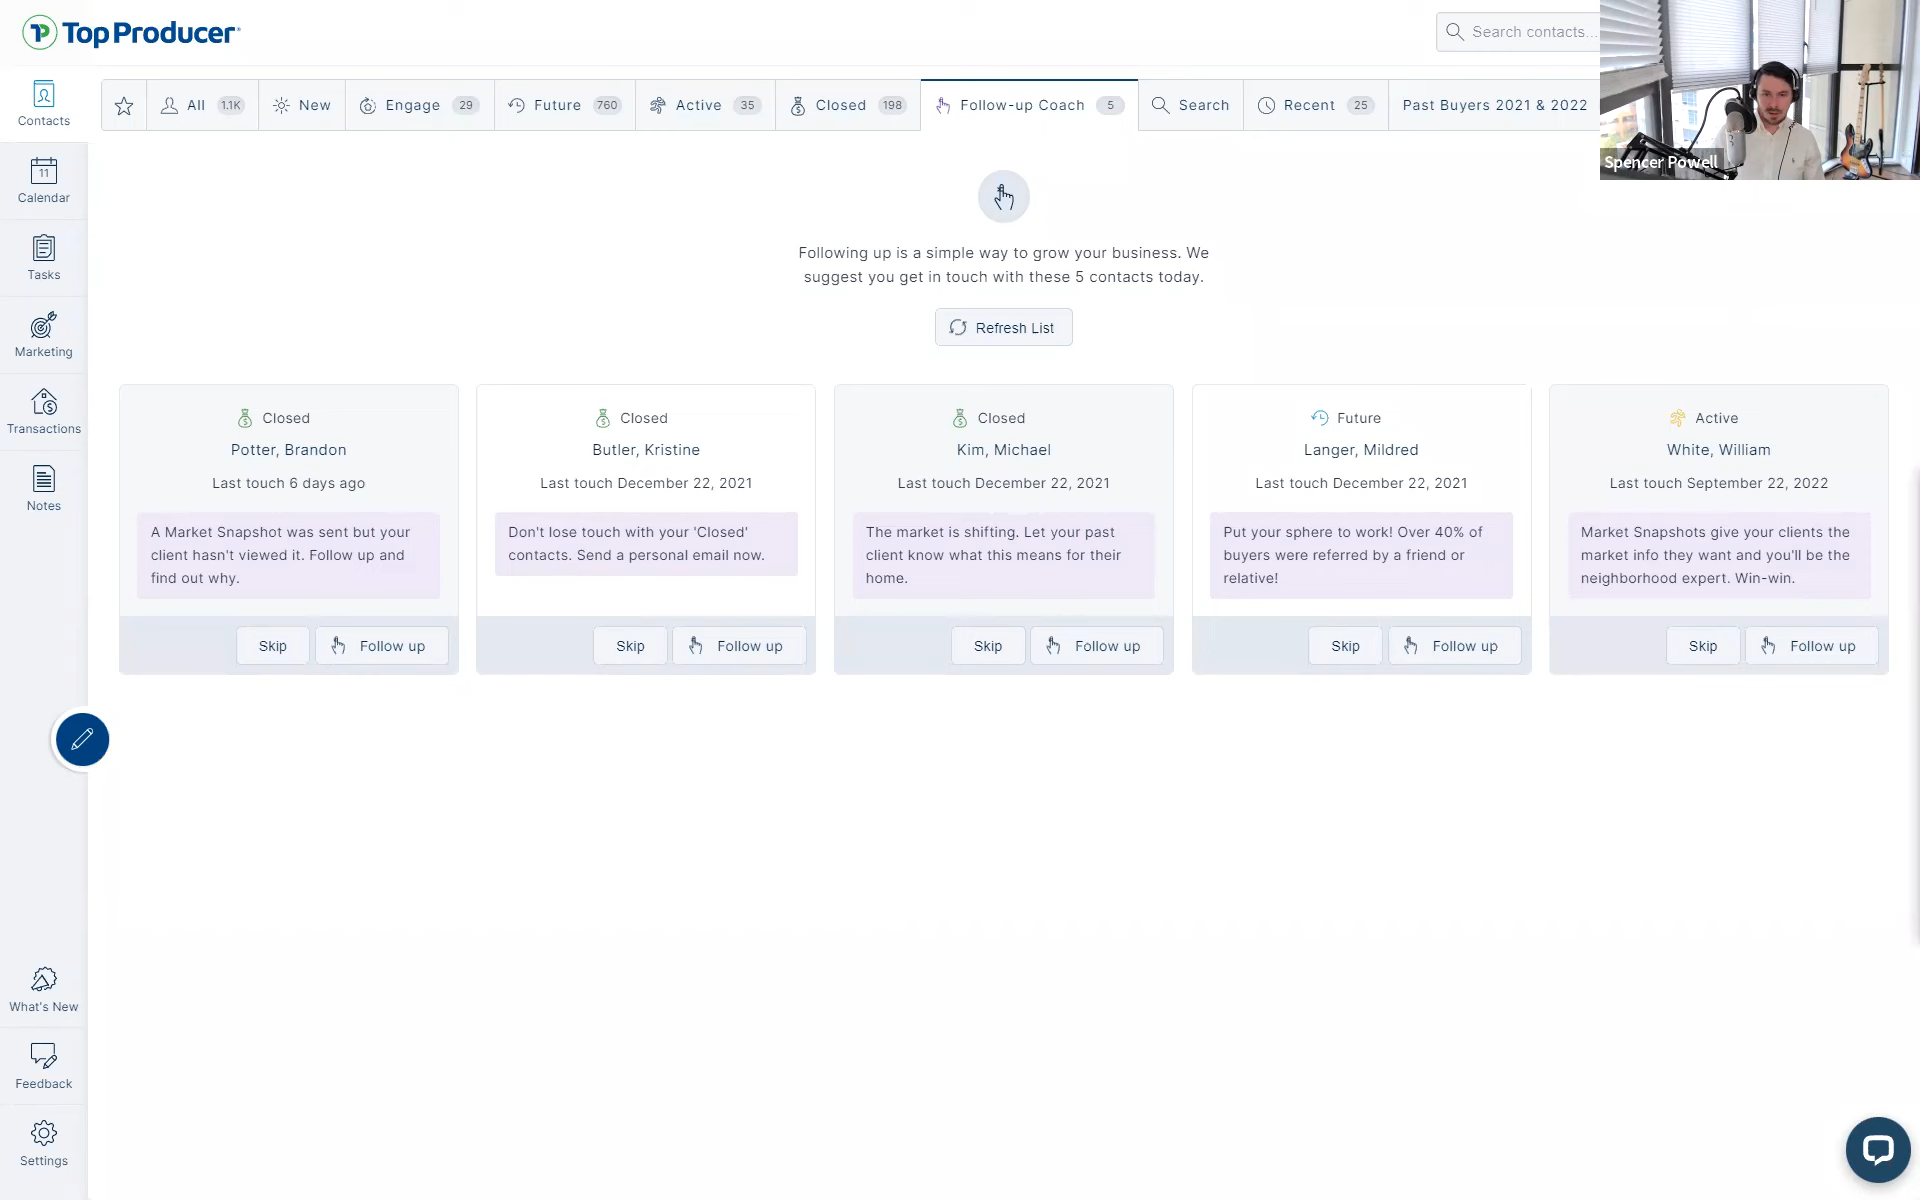 Top Producer
Search contacts...
Spencer Powell
Contacts
11
Calendar
Tasks
Marketing
Transactions
Notes
What's New
Feedback
Settings
All 1.1K
New
Engage 29
Future 760
Active 35
Closed 198
Follow-up Coach 5
Search
Recent 25
Past Buyers 2021 & 2022
Following up is a simple way to grow your business. We
suggest you get in touch with these 5 contacts today.
Refresh List
Closed
Potter, Brandon
Last touch 6 days ago
A Market Snapshot was sent but your
client hasn't viewed it. Follow up and
find out why.
Skip
Follow up
Closed
Butler, Kristine
Last touch December 22, 2021
Don't lose touch with your 'Closed'
contacts. Send a personal email now.
Skip
Follow up
Closed
Kim, Michael
Last touch December 22, 2021
The market is shifting. Let your past
client know what this means for their
home.
Skip
Follow up
Future
Langer, Mildred
Last touch December 22, 2021
Put your sphere to work! Over 40% of
buyers were referred by a friend or
relative!
Skip
Follow up
Active
White, William
Last touch September 22, 2022
Market Snapshots give your clients the
market info they want and you'll be the
neighborhood expert. Win-win.
Skip
Follow up